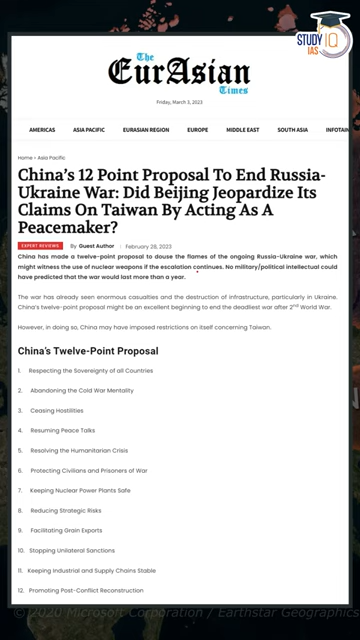 STUDY IQ
IAS
The
EurAsian
Times
Friday, March 3, 2023
AMERICAS ASIA PACIFIC EURASIAN REGION EUROPE MIDDLE EAST SOUTH ASIA INFOTAIN
Home • Asia Pacific
China's 12 Point Proposal To End Russia-
Ukraine War: Did Beijing Jeopardize Its
Claims On Taiwan By Acting As A
Peacemaker?
EXPERT REVIEWS By Guest Author | February 28, 2023
China has made a twelve-point proposal to douse the flames of the ongoing Russia-Ukraine war, which
might witness the use of nuclear weapons if the escalation continues. No military/political intellectual could
have predicted that the war would last more than a year.
The war has already seen enormous casualties and the destruction of infrastructure, particularly in Ukraine.
China's twelve-point proposal might be an excellent beginning to end the deadliest war after 2nd World War.
However, in doing so, China may have imposed restrictions on itself concerning Taiwan.
China's Twelve-Point Proposal
1. Respecting the Sovereignty of all Countries
2. Abandoning the Cold War Mentality
3. Ceasing Hostilities
4. Resuming Peace Talks
5. Resolving the Humanitarian Crisis
6. Protecting Civilians and Prisoners of War
7. Keeping Nuclear Power Plants Safe
8. Reducing Strategic Risks
9. Facilitating Grain Exports
10. Stopping Unilateral Sanctions
11. Keeping Industrial and Supply Chains Stable
12. Promoting Post-Conflict Reconstruction
© 2020 Microsoft Corporation / Earthstar Geographics